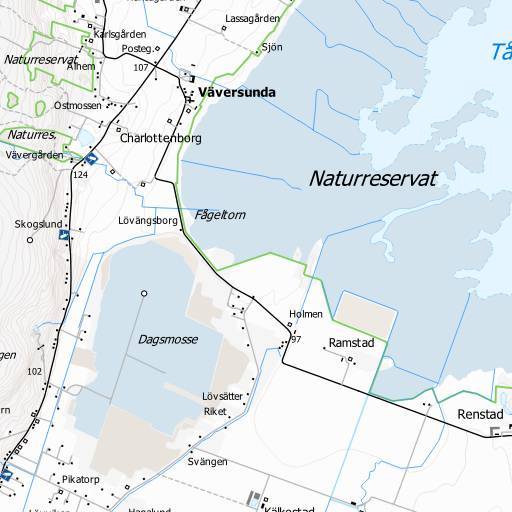 Lassagården
Karlsgården
Posteg.
Sjön
Naturreservat
Alhem
107
Tå
Väversunda
Ostmossen
Naturres.
Charlottenborg
Vävergården
124
Naturreservat
Fågeltorn
Lövängsborg
Skogslund
Holmen
Dagsmosse
97
Ramstad
102
Lövsätter
Riket
Renstad
Svängen
Pikatorp